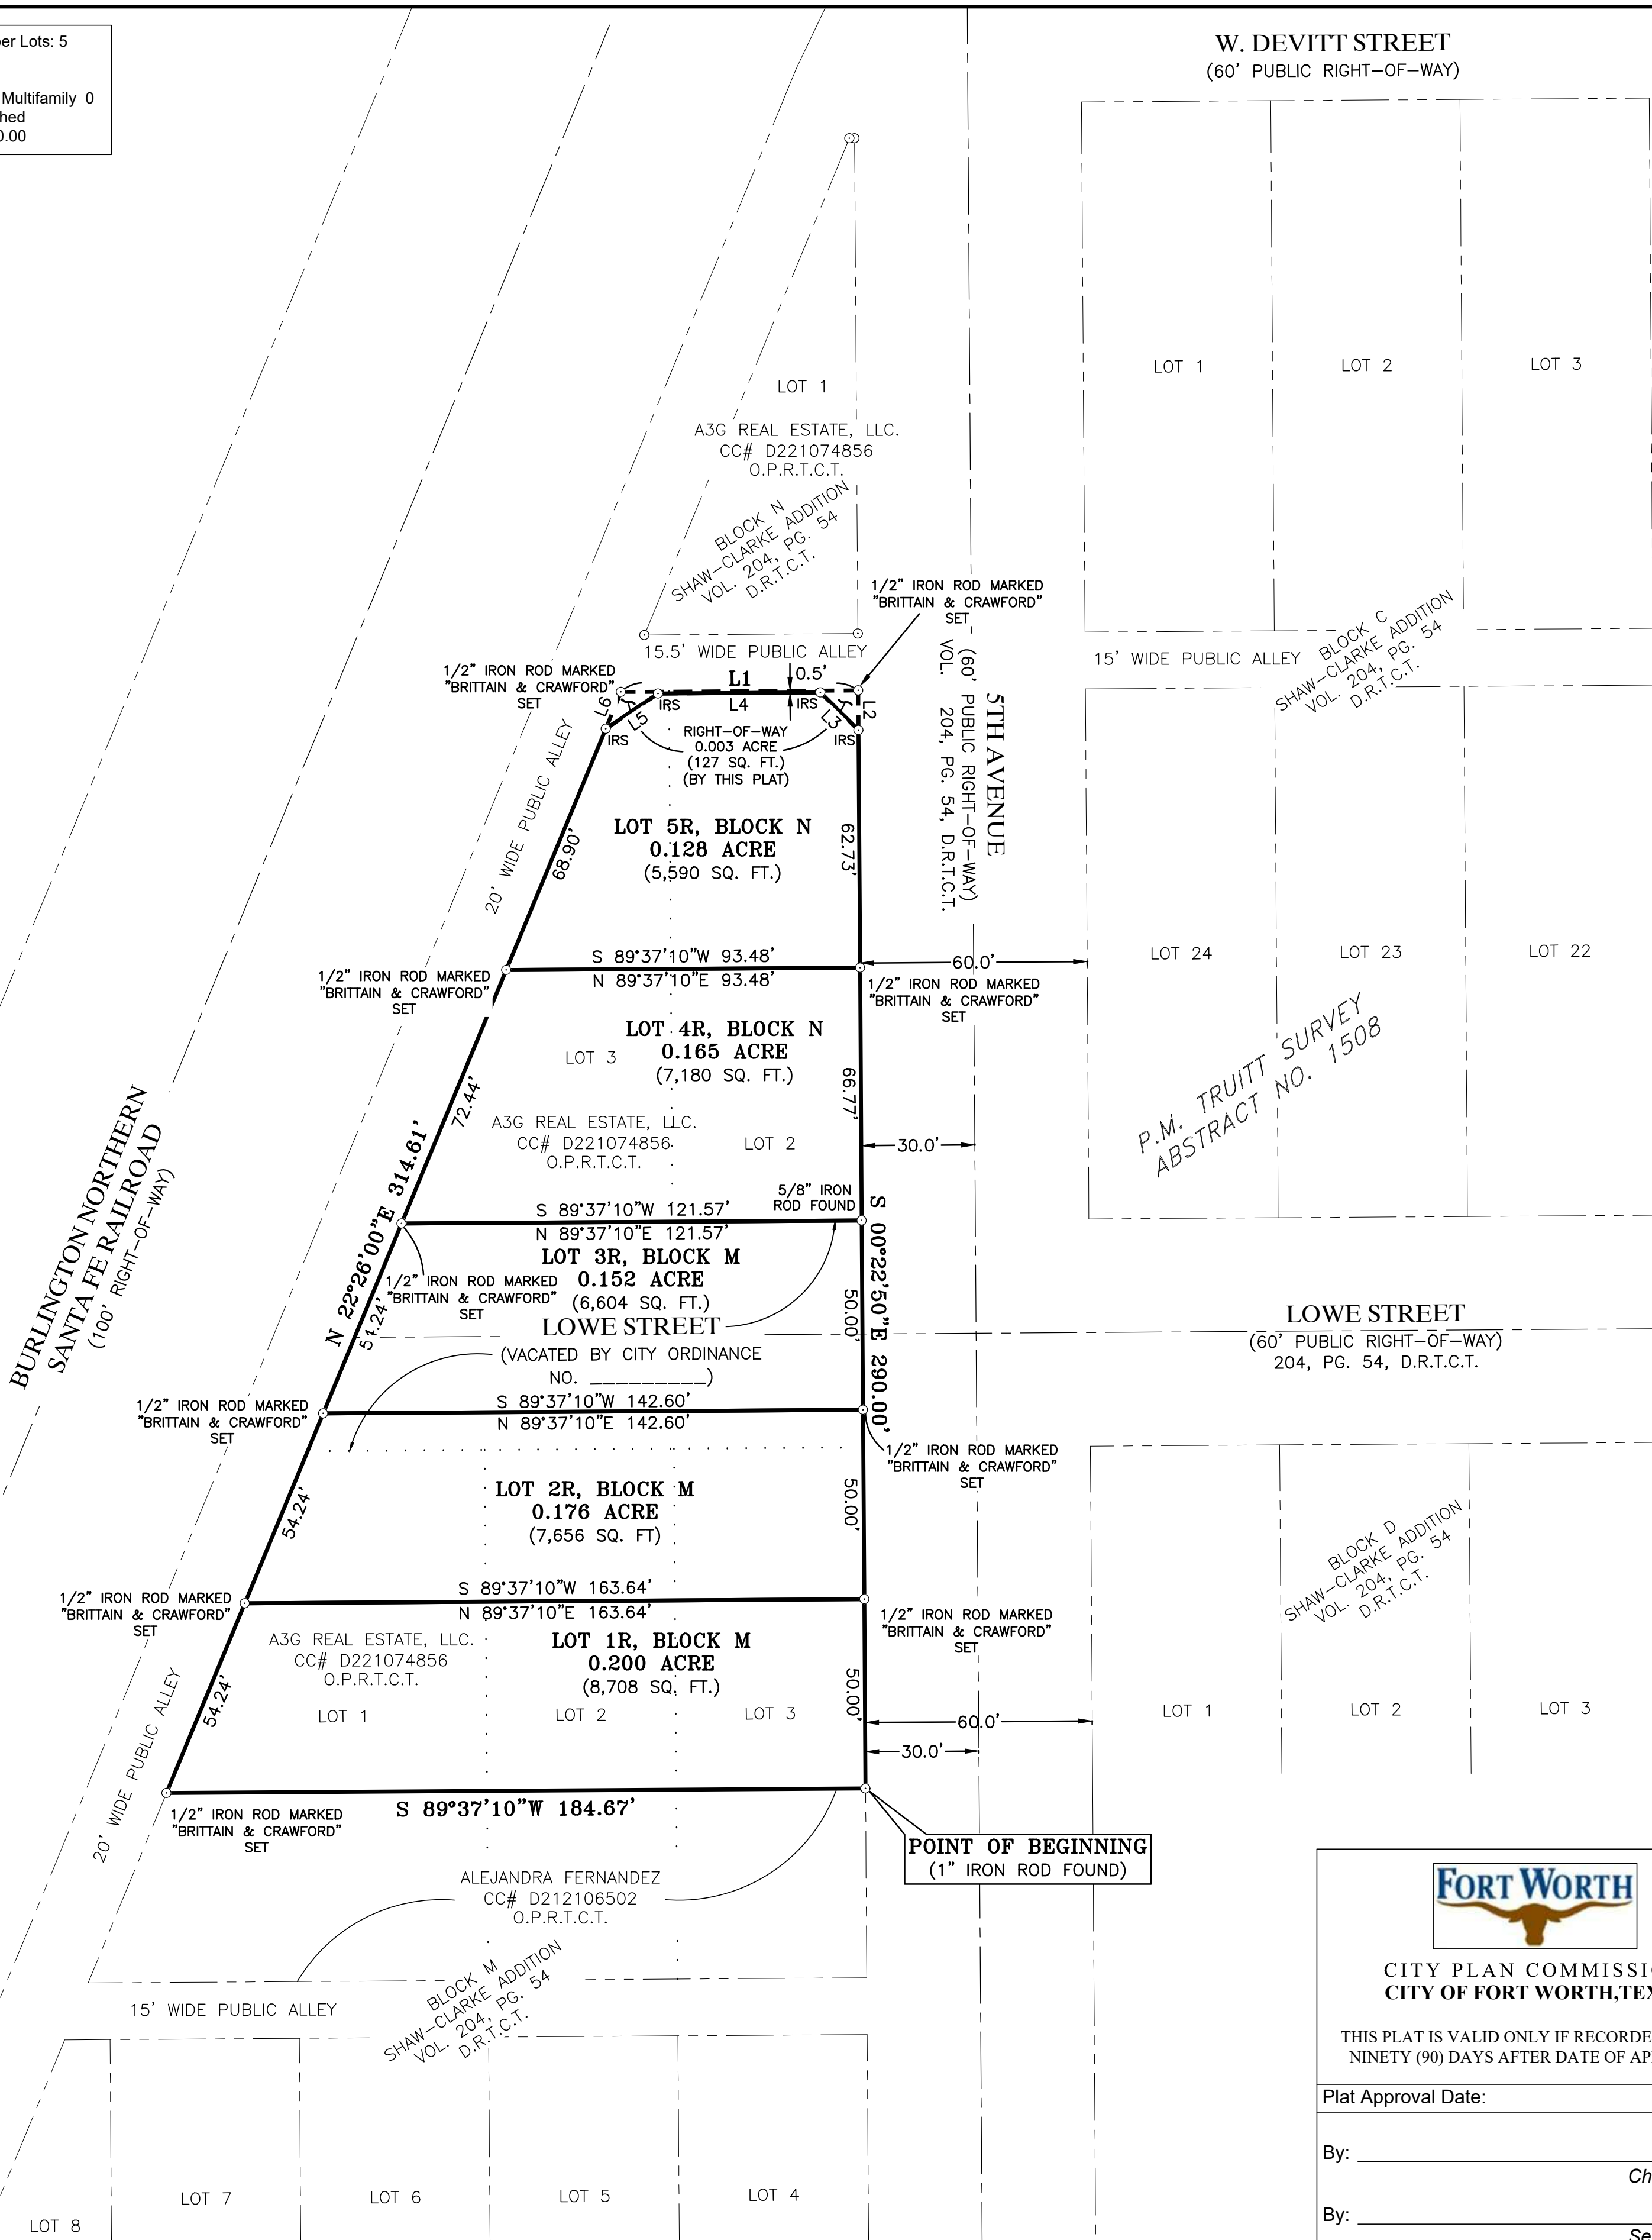 er Lots: 5
Multifamily 0
hed
0.00
W. DEVITT STREET
(60' PUBLIC RIGHT-OF-WAY)
LOT 1
LOT 2
LOT 3
LOT 1
A3G REAL ESTATE, LLC.
CC# D221074856
O.P.R.T.C.T.
BLOCK N
SHAW-CLARKE ADDITION
VOL. 204, PG. 54
D.R.T.C.T.
1/2" IRON ROD MARKED
"BRITTAIN & CRAWFORD"
SET
15.5' WIDE PUBLIC ALLEY
15' WIDE PUBLIC ALLEY
BLOCK C
SHAW-CLARKE ADDITION
VOL. 204, PG. 54
D.R.T.C.T.
1/2" IRON ROD MARKED
"BRITTAIN & CRAWFORD"
SET
L1
0.5'
L6
L5
IRS
L4
IRS
L3
L2
IRS
IRS
RIGHT-OF-WAY
0.003 ACRE
(127 SQ. FT.)
(BY THIS PLAT)
5TH AVENUE
(60' PUBLIC RIGHT-OF-WAY)
VOL. 204, PG. 54, D.R.T.C.T.
20' WIDE PUBLIC ALLEY
68.90'
LOT 5R, BLOCK N
0.128 ACRE
(5,590 SQ. FT.)
62.73'
S 89°37'10"W 93.48'
N 89°37'10"E 93.48'
60.0'
LOT 24
LOT 23
LOT 22
1/2" IRON ROD MARKED
"BRITTAIN & CRAWFORD"
SET
1/2" IRON ROD MARKED
"BRITTAIN & CRAWFORD"
SET
LOT 4R, BLOCK N
0.165 ACRE
(7,180 SQ. FT.)
LOT 3
72.44'
66.77'
P.M. TRUITT SURVEY
ABSTRACT NO. 1508
A3G REAL ESTATE, LLC.
CC# D221074856
O.P.R.T.C.T.
LOT 2
30.0'
BURLINGTON NORTHERN
SANTA FE RAILROAD
(100' RIGHT-OF-WAY)
N 22°26'00"E 314.61'
5/8" IRON
ROD FOUND
S 89°37'10"W 121.57'
N 89°37'10"E 121.57'
S 00°22'50"E 290.00'
LOT 3R, BLOCK M
0.152 ACRE
(6,604 SQ. FT.)
1/2" IRON ROD MARKED
"BRITTAIN & CRAWFORD"
SET
54.24'
50.00'
LOWE STREET
(VACATED BY CITY ORDINANCE
NO. _________)
LOWE STREET
(60' PUBLIC RIGHT-OF-WAY)
204, PG. 54, D.R.T.C.T.
S 89°37'10"W 142.60'
N 89°37'10"E 142.60'
1/2" IRON ROD MARKED
"BRITTAIN & CRAWFORD"
SET
1/2" IRON ROD MARKED
"BRITTAIN & CRAWFORD"
SET
54.24'
LOT 2R, BLOCK M
0.176 ACRE
(7,656 SQ. FT)
50.00'
BLOCK D
SHAW-CLARKE ADDITION
VOL. 204, PG. 54
D.R.T.C.T.
S 89°37'10"W 163.64'
N 89°37'10"E 163.64'
1/2" IRON ROD MARKED
"BRITTAIN & CRAWFORD"
SET
1/2" IRON ROD MARKED
"BRITTAIN & CRAWFORD"
SET
A3G REAL ESTATE, LLC.
CC# D221074856
O.P.R.T.C.T.
LOT 1R, BLOCK M
0.200 ACRE
(8,708 SQ. FT.)
54.24'
50.00'
LOT 1
LOT 2
LOT 3
60.0'
30.0'
LOT 1
LOT 2
LOT 3
20' WIDE PUBLIC ALLEY
S 89°37'10"W 184.67'
1/2" IRON ROD MARKED
"BRITTAIN & CRAWFORD"
SET
POINT OF BEGINNING
(1" IRON ROD FOUND)
ALEJANDRA FERNANDEZ
CC# D212106502
O.P.R.T.C.T.
BLOCK M
SHAW-CLARKE ADDITION
VOL. 204, PG. 54
D.R.T.C.T.
15' WIDE PUBLIC ALLEY
LOT 8
LOT 7
LOT 6
LOT 5
LOT 4
FORT WORTH
CITY PLAN COMMISSI
CITY OF FORT WORTH,TEX
THIS PLAT IS VALID ONLY IF RECORDE
NINETY (90) DAYS AFTER DATE OF AP
Plat Approval Date:
By:
Ch
By:
Se